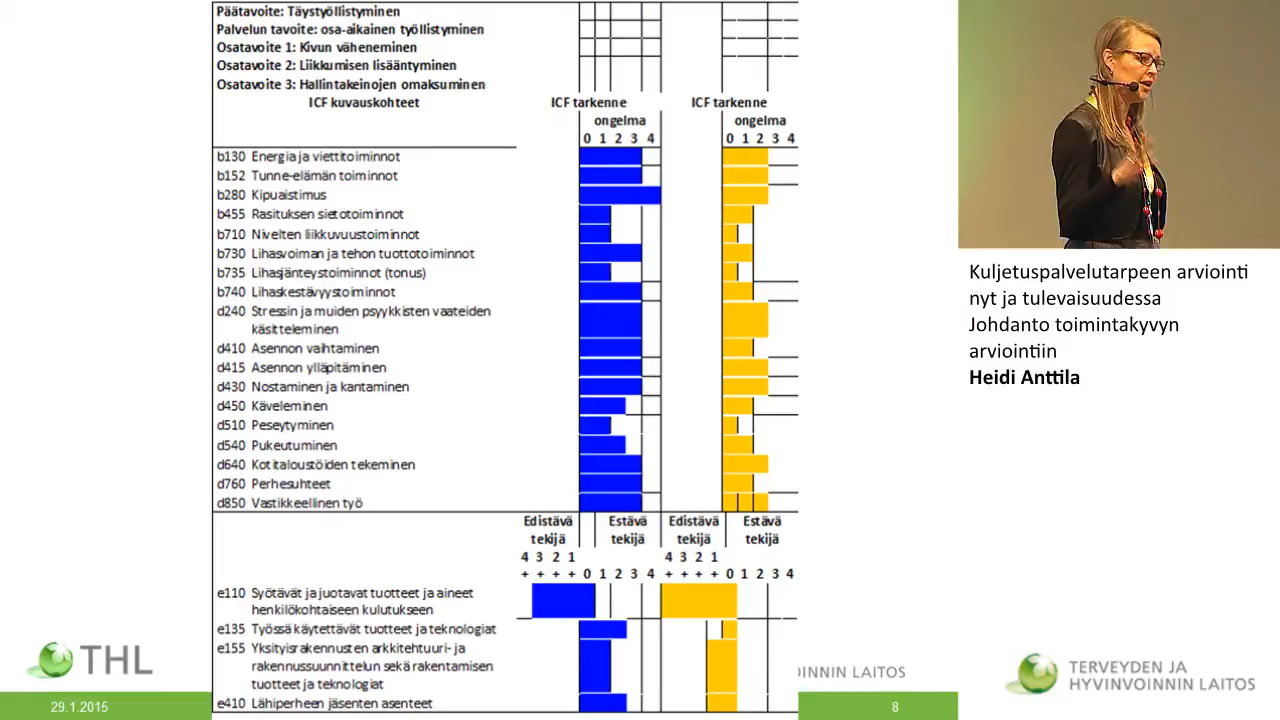 Päätavoite: Täystyöllistyminen
Palvelun tavoite: osa-aikainen työllistyminen
Osatavoite 1: Kivun väheneminen
Osatavoite 2: Liikkumisen lisääntyminen
Osatavoite 3: Hallintakeinojen omaksuminen
ICF kuvauskohteet ICF tarkenne ICF tarkenne
ongelma ongelma
0 1 2 3 4 0 1 2 3 4
b130 Energia ja viettitoiminnot
b152 Tunne-elämän toiminnot
b280 Kipuaistimus
b455 Rasituksen sietotoiminnot
b710 Nivelten liikkuvuustoiminnot
b730 Lihasvoiman ja tehon tuottotoiminnot
b735 Lihasjänteystoiminnot (tonus)
b740 Lihaskestävyystoiminnot
d240 Stressin ja muiden psyykkisten vaateiden
käsitteleminen
d410 Asennon vaihtaminen
d415 Asennon ylläpitäminen
d430 Nostaminen ja kantaminen
d450 Käveleminen
d510 Peseytyminen
d540 Pukeutuminen
d640 Kotitaloustöiden tekeminen
d760 Perhesuhteet
d850 Vastikkeellinen työ
Edistävä Estävä Edistävä Estävä
tekijä tekijä tekijä tekijä
4 3 2 1 4 3 2 1
+ + + + 0 1 2 3 4 + + + + 0 1 2 3 4
e110 Syötävät ja juotavat tuotteet ja aineet
henkilökohtaiseen kulutukseen
e135 Työssä käytettävät tuotteet ja teknologiat
e155 Yksityisrakennusten arkkitehtuuri- ja
rakennussuunnittelun sekä rakentamisen
tuotteet ja teknologiat
e410 Lähiperheen jäsenten asenteet
THL
OINNIN LAITOS
29.1.2015
8
Kuljetuspalvelutarpeen arviointi
nyt ja tulevaisuudessa
Johdanto toimintakyvyn
arviointiin
Heidi Anttila
TERVEYDEN JA
HYVINVOINNIN LAITOS